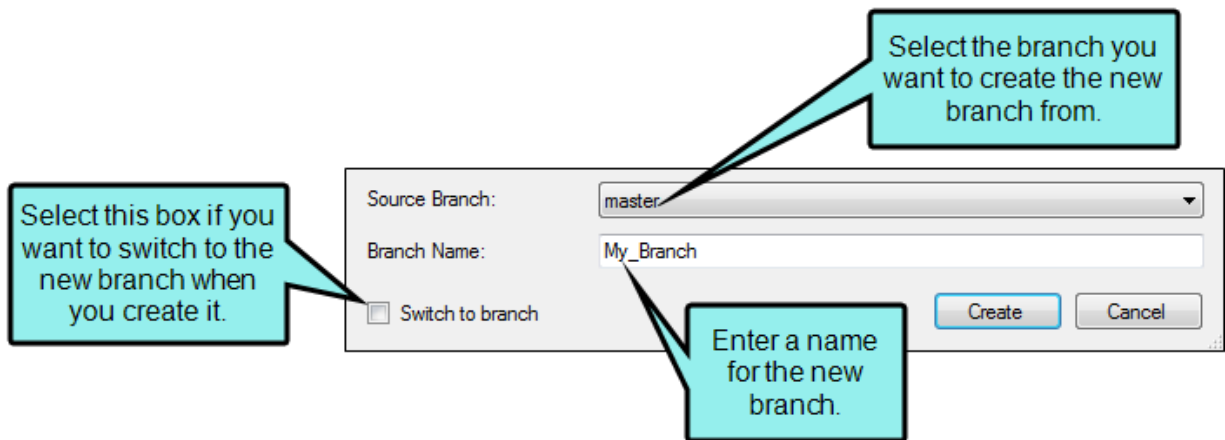 Select the branch you
want to create the new
branch from.
Source Branch:
master
Select this box if you
want to switch to the
new branch when
you create it.
Branch Name:
My_Branch
Switch to branch
Create
Cancel
Enter a name
for the new
branch.